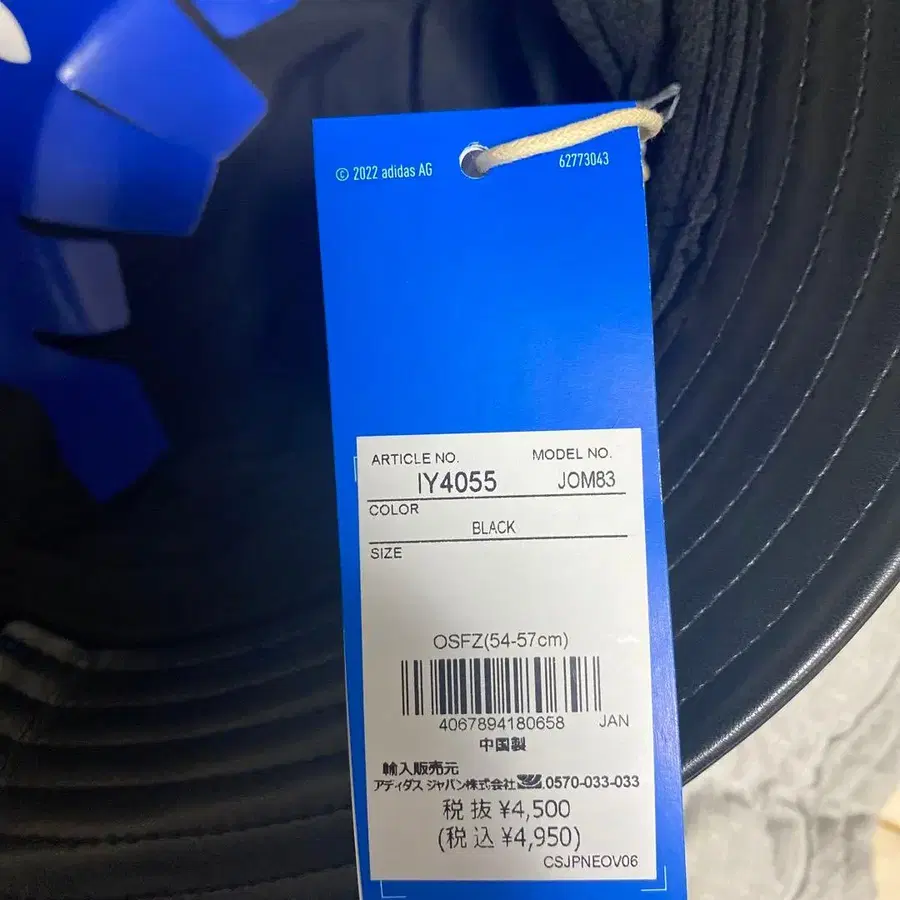 © 2022 adidas AG
62773043
ARTICLE NO. MODEL NO.
IY4055 JOM83
COLOR
BLACK
SIZE
OSFZ(54-57cm)
4067894180658 JAN
中国製
輸入販売元
アディダス ジャパン株式会社 0570-033-033
税抜 ¥4,500
(税込 ¥4,950)
CSJPNEOV06